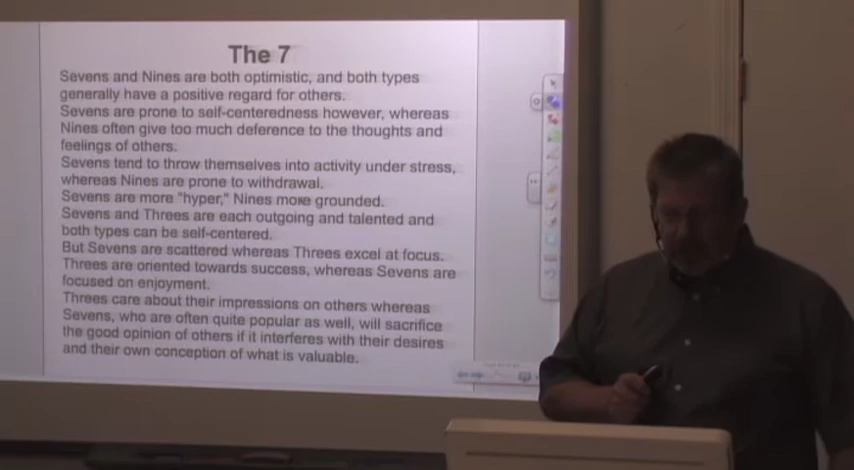 The 7
Sevens and Nines are both optimistic, and both types
generally have a positive regard for others.
Sevens are prone to self-centeredness however, whereas
Nines often give too much deference to the thoughts and
feelings of others.
Sevens tend to throw themselves into activity under stress,
whereas Nines are prone to withdrawal.
Sevens are more "hyper," Nines more grounded.
Sevens and Threes are each outgoing and talented and
both types can be self-centered.
But Sevens are scattered whereas Threes excel at focus.
Threes are oriented towards success, whereas Sevens are
focused on enjoyment.
Threes care about their impressions on others whereas
Sevens, who are often quite popular as well, will sacrifice
the good opinion of others if it interferes with their desires
and their own conception of what is valuable.